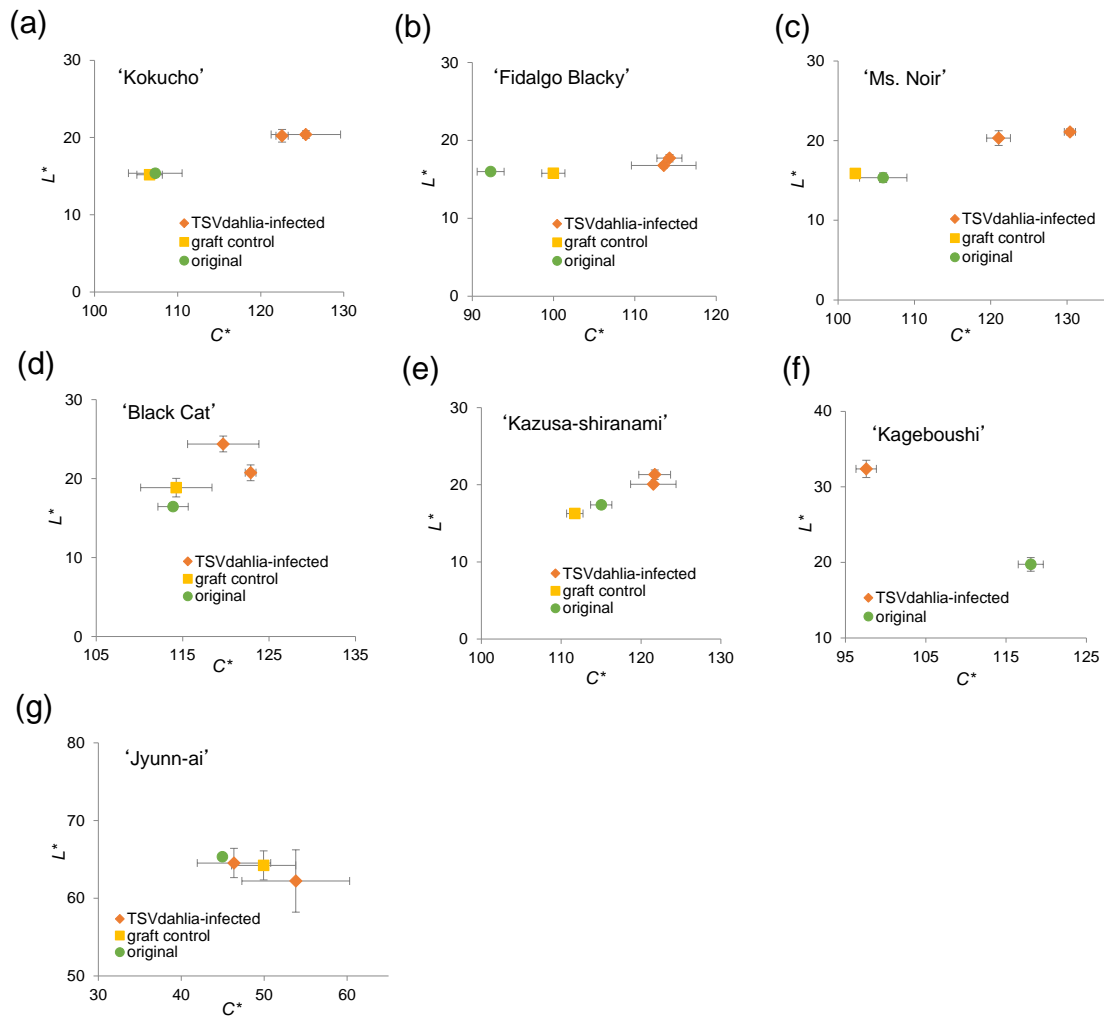 (a)
‘Kokucho’
30
20
10
0
L*
100
110
120
130
C*
TSVdahlia-infected
graft control
original
(b)
‘Fidalgo Blacky’
30
20
10
0
L*
90
100
110
120
C*
TSVdahlia-infected
graft control
original
(c)
‘Ms. Noir’
30
20
10
0
L*
100
110
120
130
C*
TSVdahlia-infected
graft control
original
(d)
‘Black Cat’
30
20
10
0
L*
105
115
125
135
C*
TSVdahlia-infected
graft control
original
(e)
‘Kazusa-shiranami’
30
20
10
0
L*
100
110
120
130
C*
TSVdahlia-infected
graft control
original
(f)
‘Kageboushi’
40
30
20
10
L*
95
105
115
125
C*
TSVdahlia-infected
original
(g)
‘Jyunn-ai’
80
70
60
50
L*
30
40
50
60
C*
TSVdahlia-infected
graft control
original